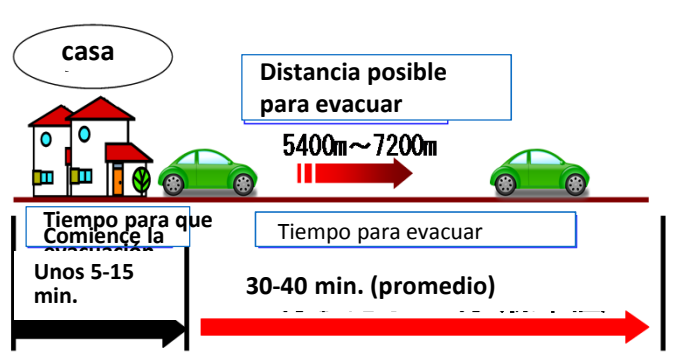 casa
Distancia posible
para evacuar
5400m～7200m
Tiempo para que
Comience la
evacuación
Tiempo para evacuar
Unos 5-15
min.
30-40 min. (promedio)